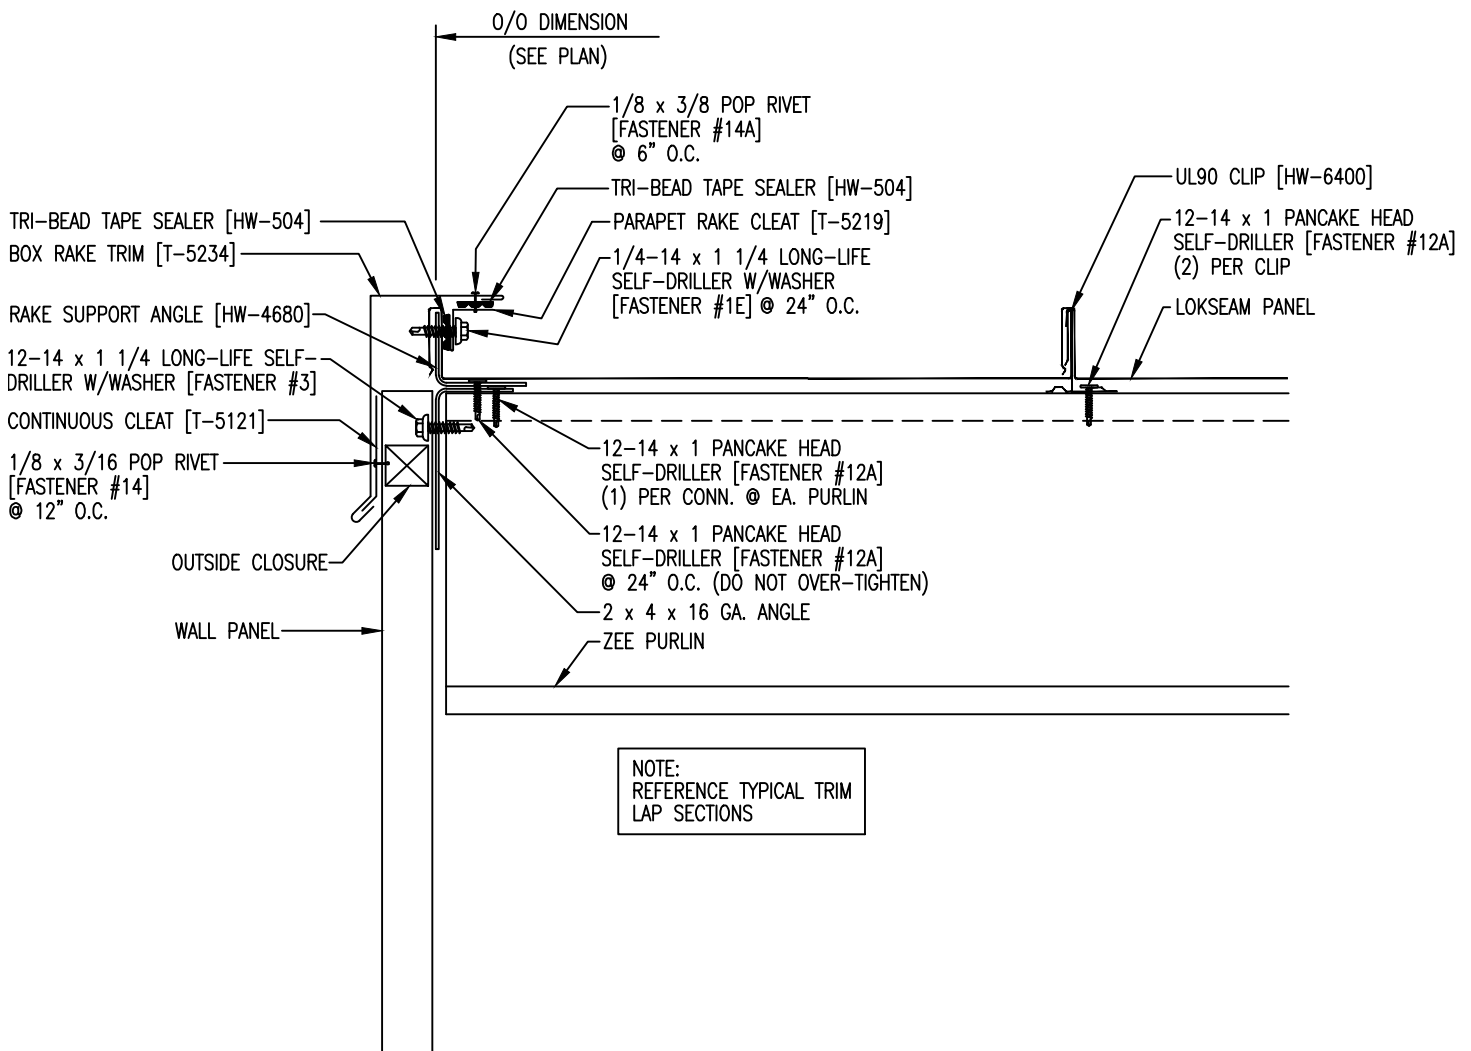 O/O DIMENSION
(SEE PLAN)
1/8 x 3/8 POP RIVET
[FASTENER #14A]
@ 6" O.C.
TRI-BEAD TAPE SEALER [HW-504]
PARAPET RAKE CLEAT [T-5219]
1/4-14 x 1 1/4 LONG-LIFE
SELF-DRILLER W/WASHER
[FASTENER #1E] @ 24" O.C.
UL90 CLIP [HW-6400]
12-14 x 1 PANCAKE HEAD
SELF-DRILLER [FASTENER #12A]
(2) PER CLIP
LOKSEAM PANEL
TRI-BEAD TAPE SEALER [HW-504]
BOX RAKE TRIM [T-5234]
RAKE SUPPORT ANGLE [HW-4680]
12-14 x 1 1/4 LONG-LIFE SELF-
DRILLER W/WASHER [FASTENER #3]
CONTINUOUS CLEAT [T-5121]
1/8 x 3/16 POP RIVET
[FASTENER #14]
@ 12" O.C.
OUTSIDE CLOSURE
WALL PANEL
12-14 x 1 PANCAKE HEAD
SELF-DRILLER [FASTENER #12A]
(1) PER CONN. @ EA. PURLIN
12-14 x 1 PANCAKE HEAD
SELF-DRILLER [FASTENER #12A]
@ 24" O.C. (DO NOT OVER-TIGHTEN)
2 x 4 x 16 GA. ANGLE
ZEE PURLIN
NOTE:
REFERENCE TYPICAL TRIM
LAP SECTIONS